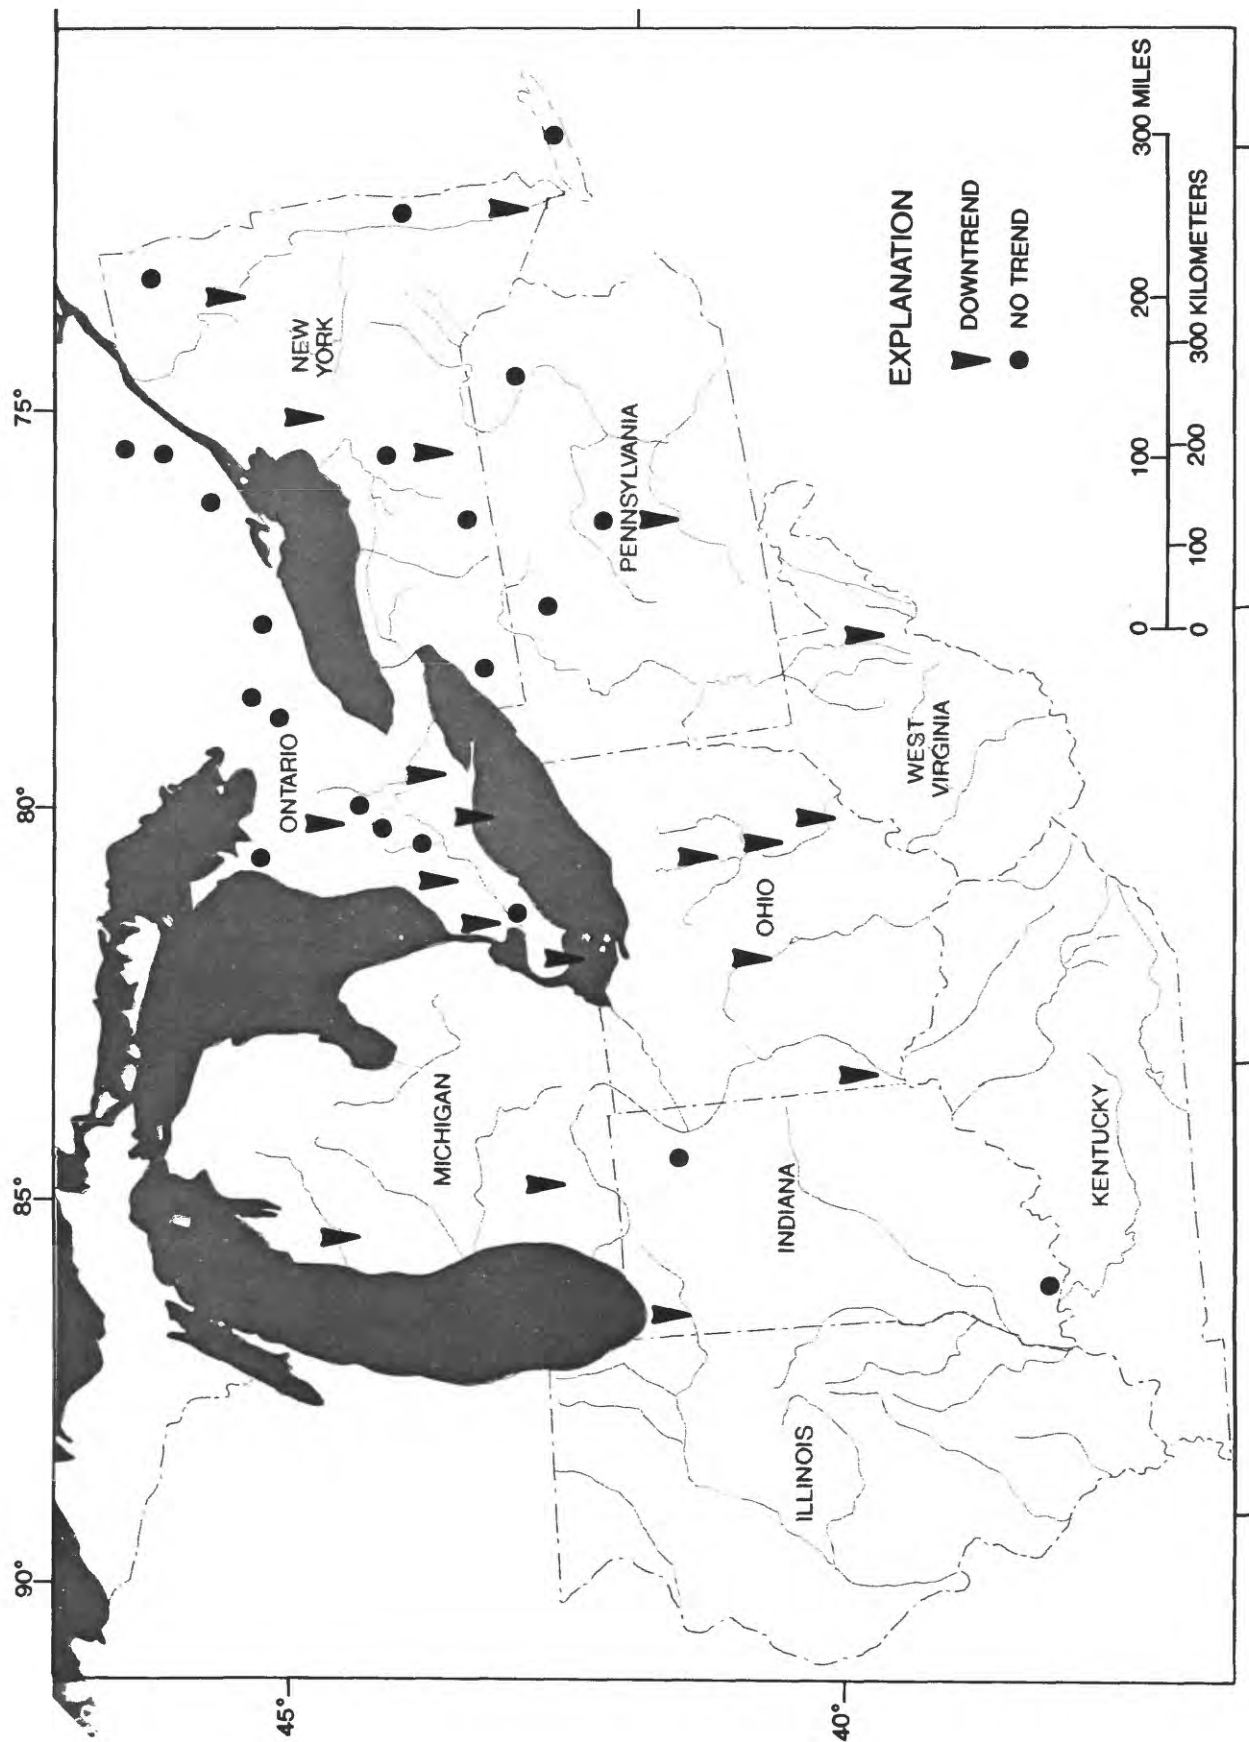 90°
85°
80°
75°
45°
40°
ONTARIO
NEW
YORK
MICHIGAN
PENNSYLVANIA
OHIO
INDIANA
ILLINOIS
WEST
VIRGINIA
KENTUCKY
EXPLANATION
DOWNTREND
NO TREND
0 100 200 300 MILES
0 100 200 300 KILOMETERS